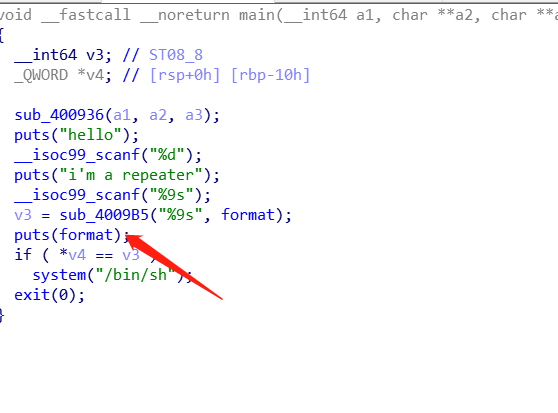 void __fastcall __noreturn main(__int64 a1, char **a2, char **a
{
__int64 v3; // ST08_8
_QWORD *v4; // [rsp+0h] [rbp-10h]
sub_400936(a1, a2, a3);
puts("hello");
__isoc99_scanf("%d");
puts("i'm a repeater");
__isoc99_scanf("%9s");
v3 = sub_4009B5("%9s", format);
puts(format);
if ( *v4 == v3 )
system("/bin/sh");
exit(0);
}